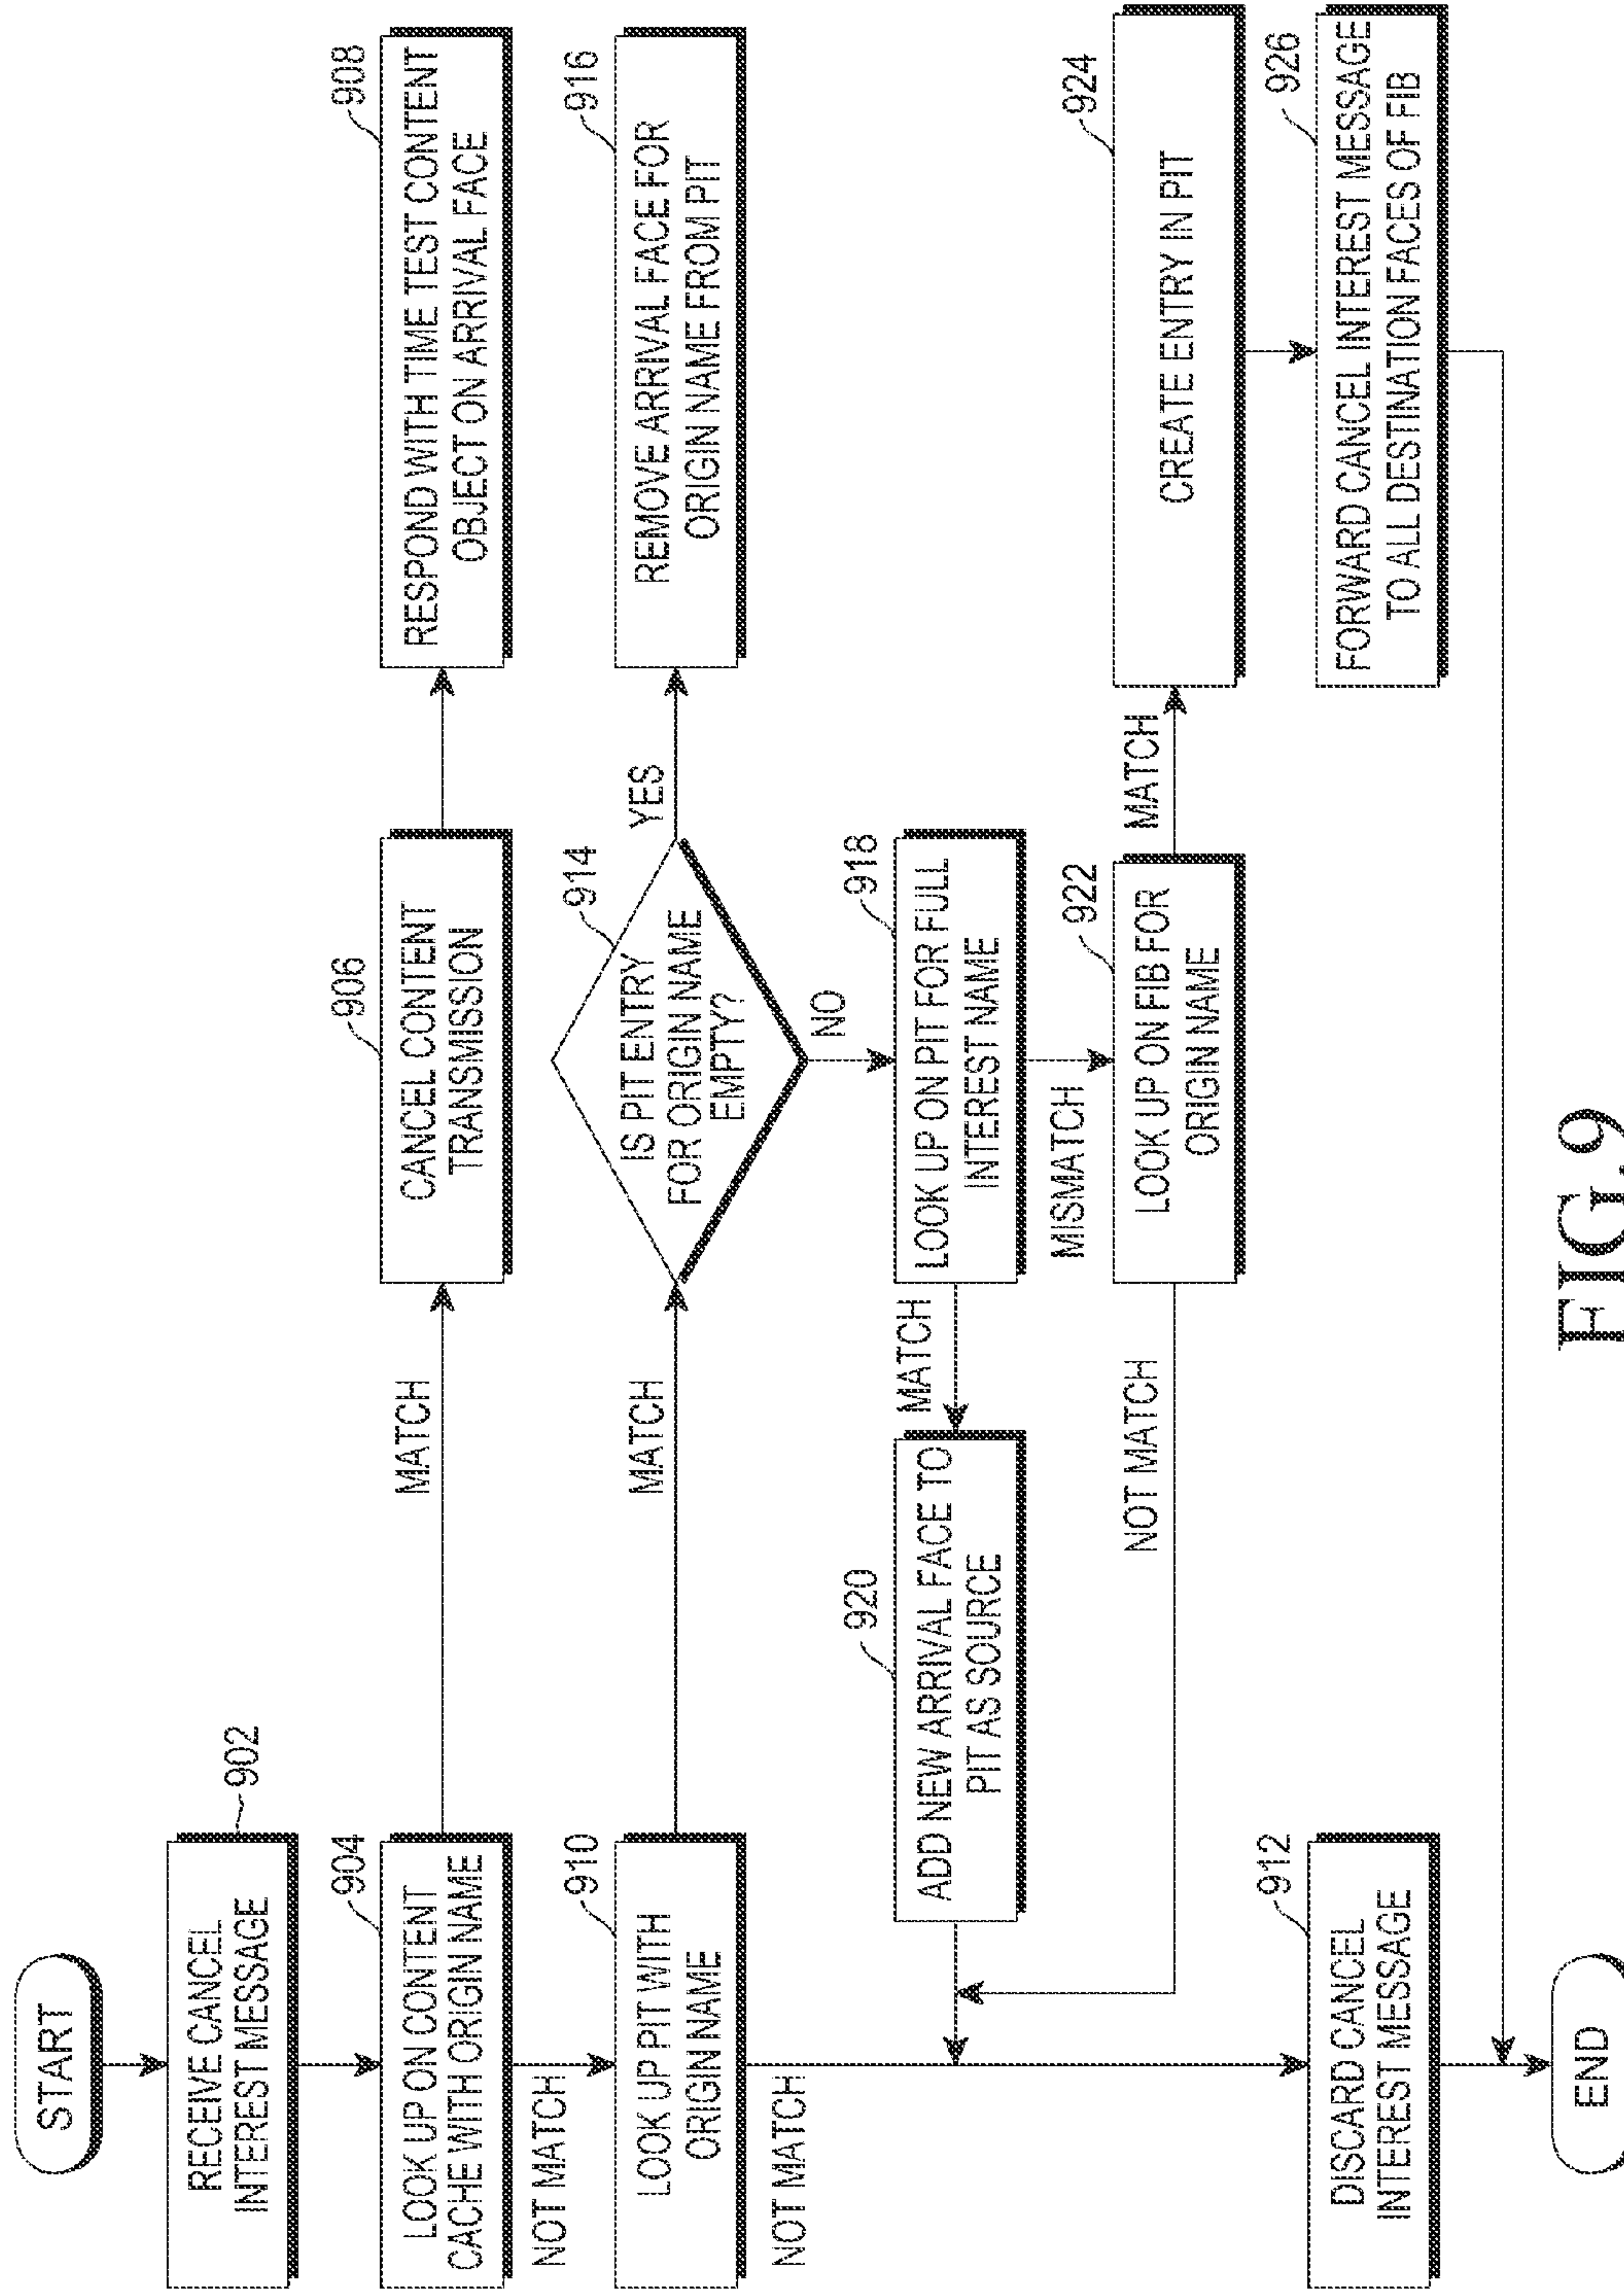 START
RECEIVE CANCEL
INTEREST MESSAGE
902
LOOK UP ON CONTENT
CACHE WITH ORIGIN NAME
904
MATCH
CANCEL CONTENT
TRANSMISSION
906
RESPOND WITH TIME TEST CONTENT
OBJECT ON ARRIVAL FACE
908
NOT MATCH
LOOK UP PIT WITH
ORIGIN NAME
910
MATCH
IS PIT ENTRY
FOR ORIGIN NAME
EMPTY?
914
YES
REMOVE ARRIVAL FACE FOR
ORIGIN NAME FROM PIT
916
NOT MATCH
NO
LOOK UP ON PIT FOR FULL
INTEREST NAME
918
MATCH
ADD NEW ARRIVAL FACE TO
PIT AS SOURCE
920
MISMATCH
LOOK UP ON FIB FOR
ORIGIN NAME
922
NOT MATCH
MATCH
CREATE ENTRY IN PIT
924
FORWARD CANCEL INTEREST MESSAGE
TO ALL DESTINATION FACES OF FIB
926
DISCARD CANCEL
INTEREST MESSAGE
912
END
FIG.9